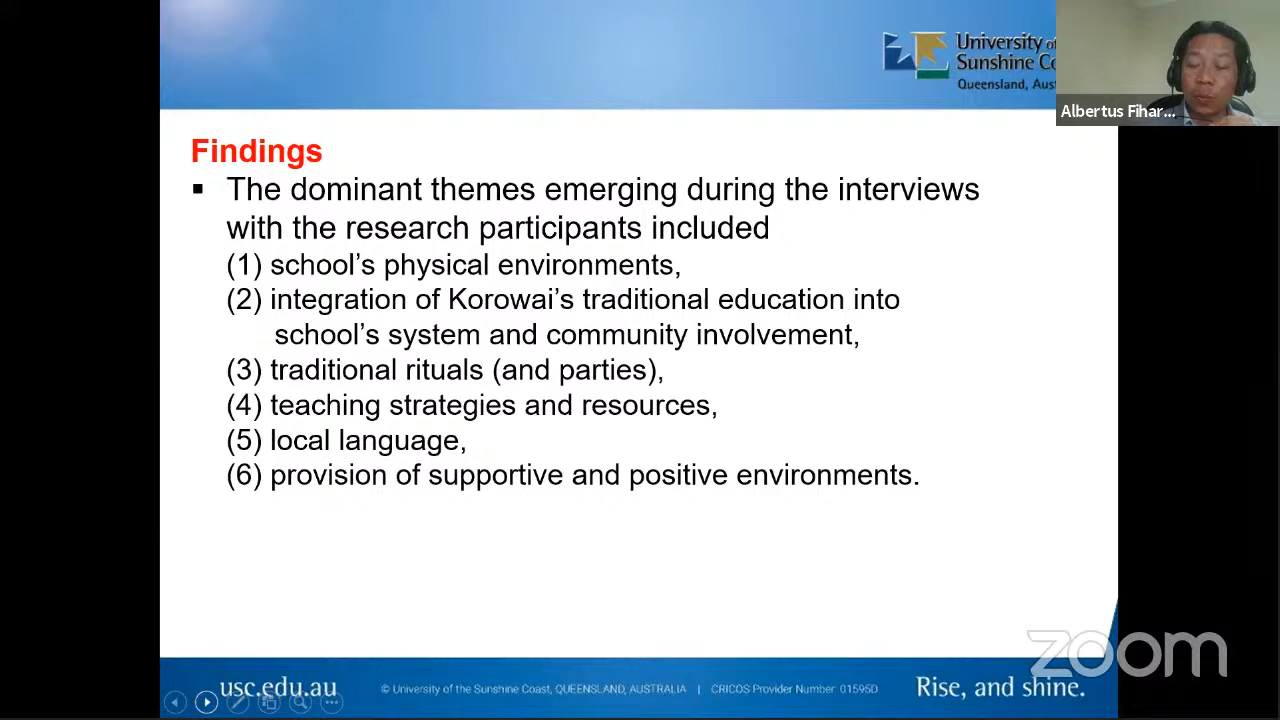 University of
Sunshine Co
Queensland, Aust
Albertus Fihar...
Findings
▪ The dominant themes emerging during the interviews
with the research participants included
(1) school’s physical environments,
(2) integration of Korowai’s traditional education into
school’s system and community involvement,
(3) traditional rituals (and parties),
(4) teaching strategies and resources,
(5) local language,
(6) provision of supportive and positive environments.
zoom
usc.edu.au
© University of the Sunshine Coast, QUEENSLAND, AUSTRALIA | CRICOS Provider Number: 01595D
Rise, and shine.